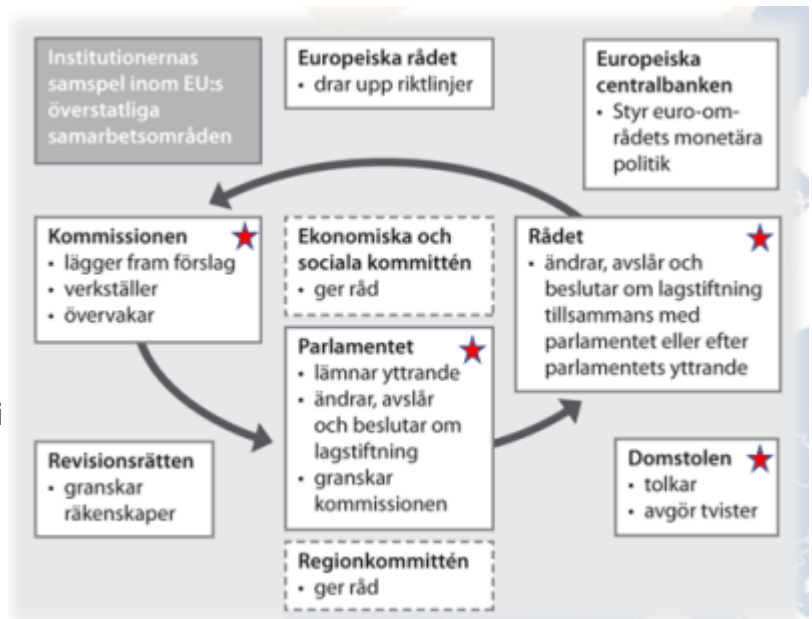 Institutionernas
samspel inom EU:s
överstatliga
samarbetsområden
Europeiska rådet
• drar upp riktlinjer
Europeiska
centralbanken
• Styr euro-om-
rådets monetära
politik
Kommissionen
• lägger fram förslag
• verkställer
• övervakar
Ekonomiska och
sociala kommittén
• ger råd
Rådet
• ändrar, avslår och
beslutar om lagstiftning
tillsammans med
parlamentet eller efter
parlamentets yttrande
Parlamentet
• lämnar yttrande
• ändrar, avslår
och beslutar om
lagstiftning
• granskar
kommissionen
i
Revisionsrätten
• granskar
räkenskaper
Domstolen
• tolkar
• avgör tvister
Regionkommittén
• ger råd